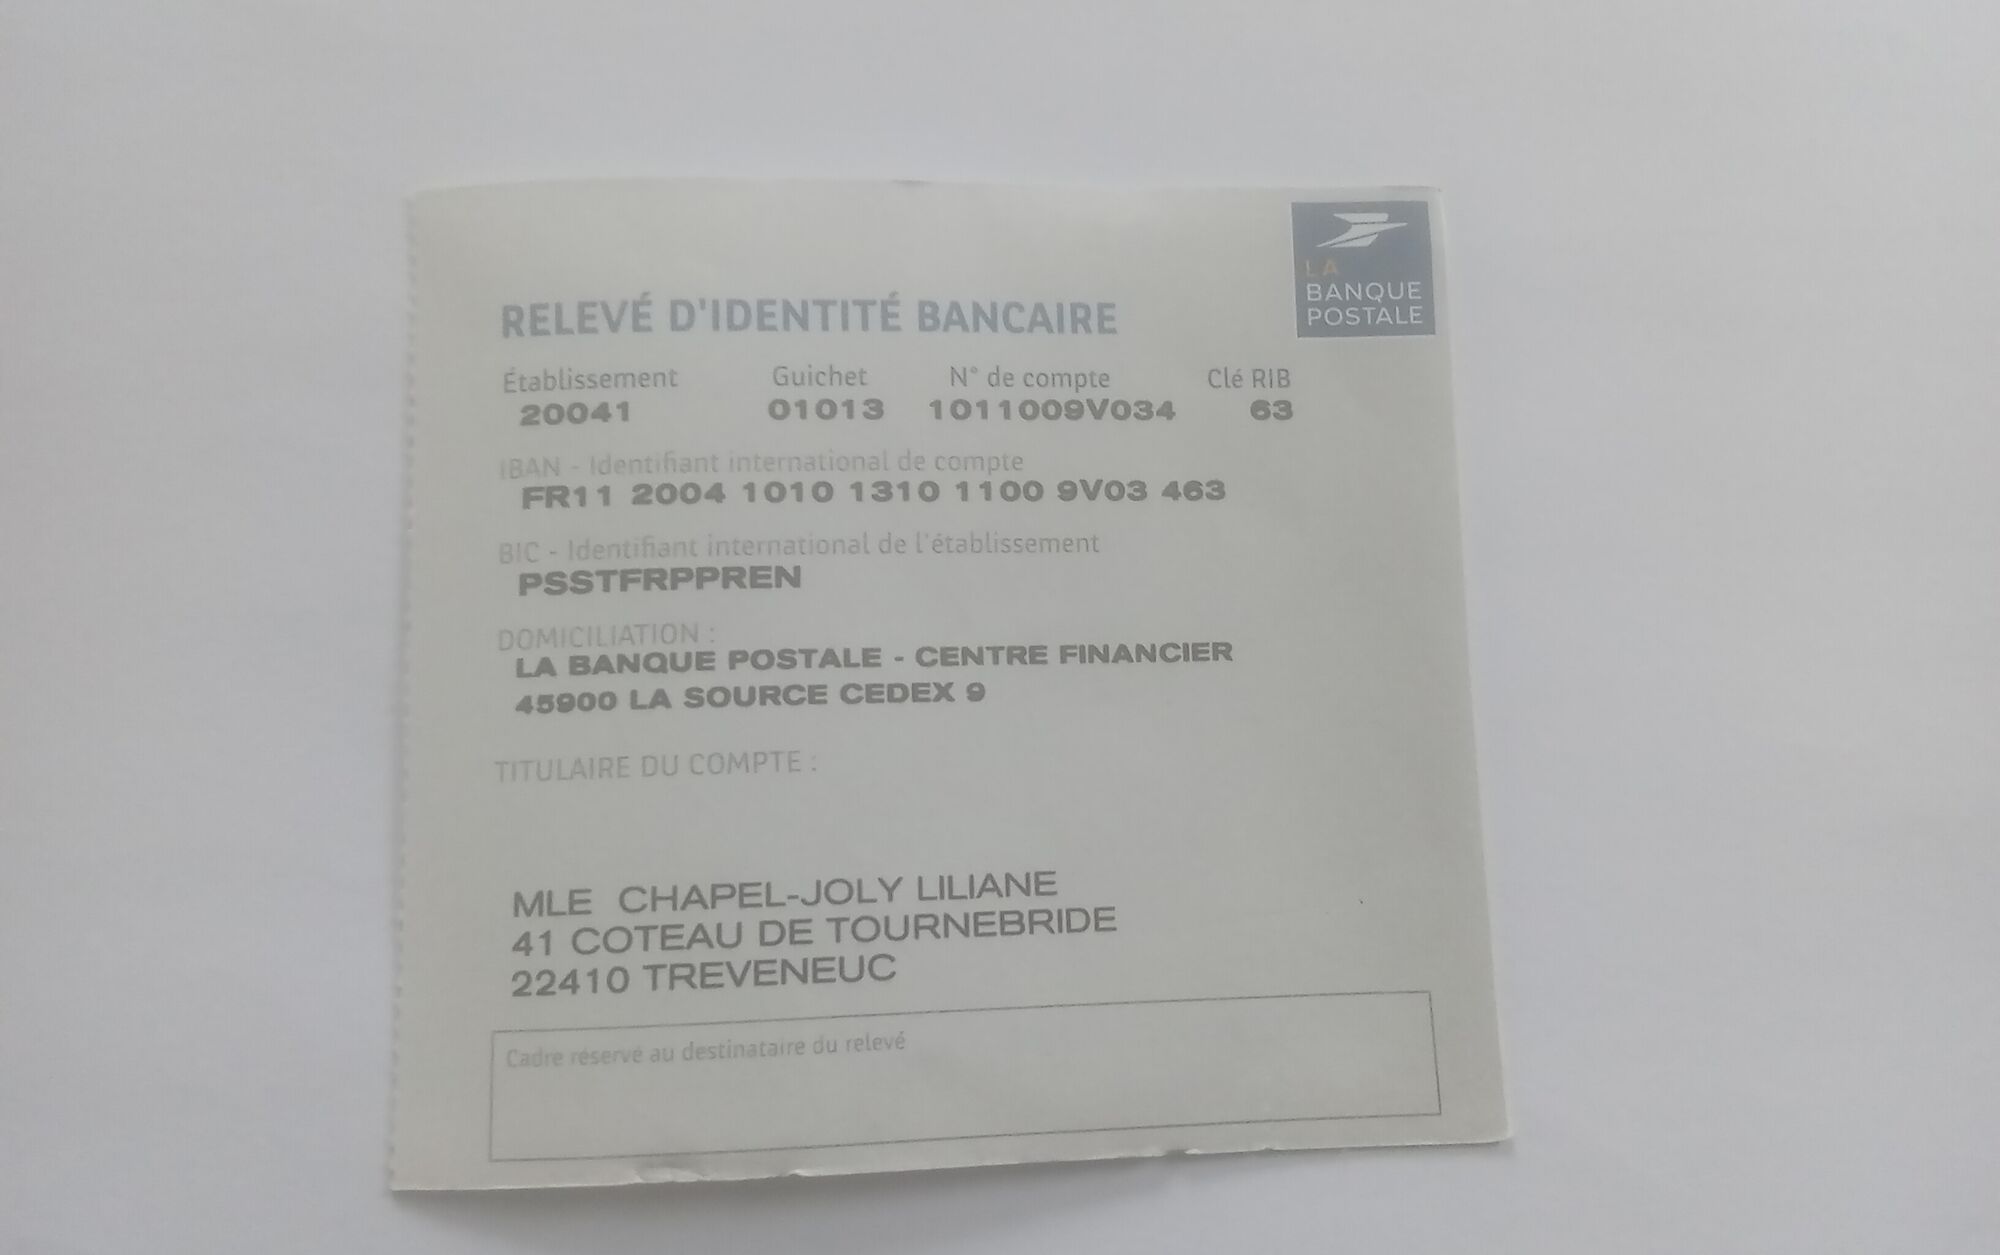 LA
BANQUE
POSTALE
RELEVÉ D'IDENTITÉ BANCAIRE
Établissement Guichet N° de compte Clé RIB
20041 01013 1011009V034 63
IBAN - Identifiant international de compte
FR11 2004 1010 1310 1100 9V03 463
BIC - Identifiant international de l'établissement
PSSTFRPPREN
DOMICILIATION :
LA BANQUE POSTALE - CENTRE FINANCIER
45900 LA SOURCE CEDEX 9
TITULAIRE DU COMPTE :
MLE CHAPEL-JOLY LILIANE
41 COTEAU DE TOURNEBRIDE
22410 TREVENEUC
Cadre réservé au destinataire du relevé